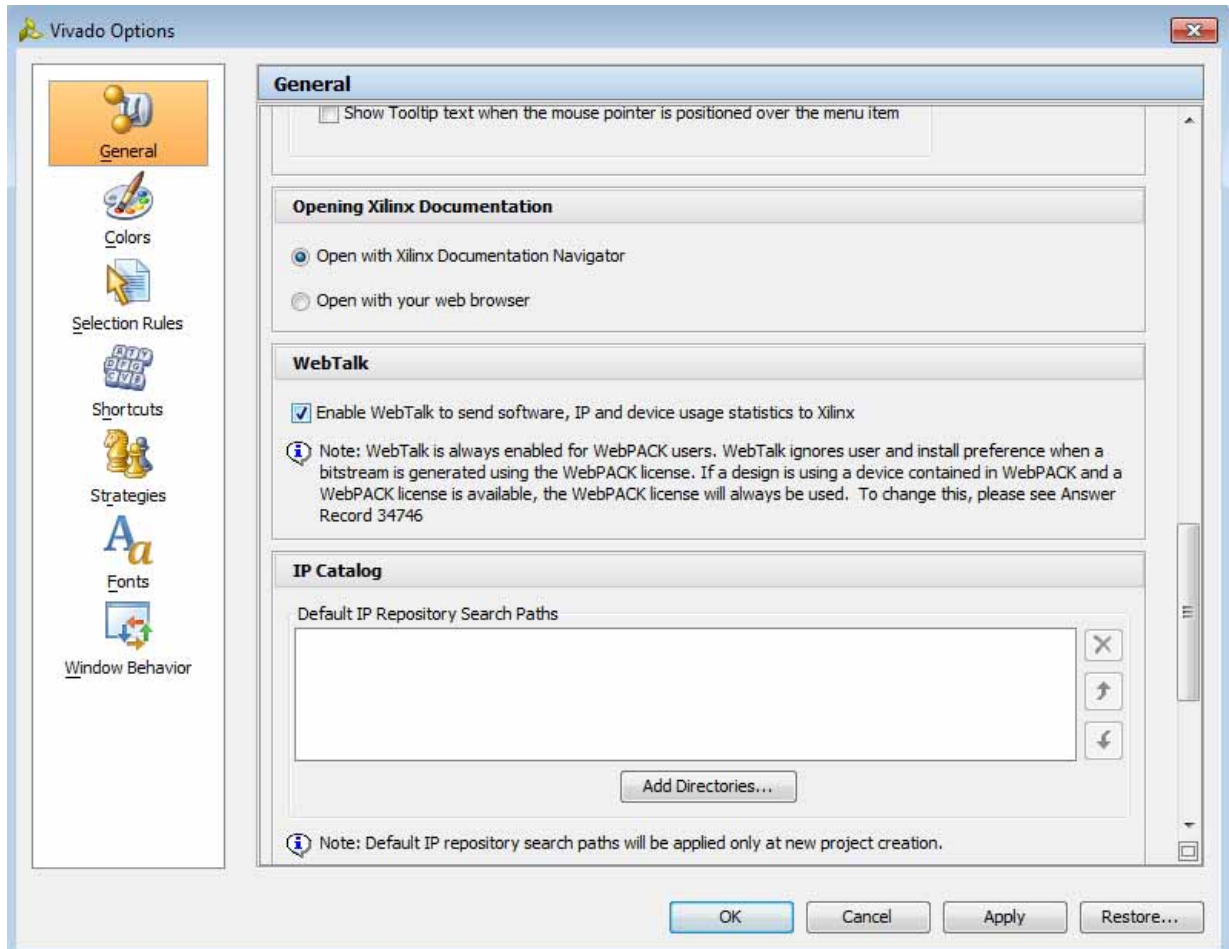 Vivado Options
General
Colors
Selection Rules
Shortcuts
Strategies
Fonts
Window Behavior
General
Show Tooltip text when the mouse pointer is positioned over the menu item
Opening Xilinx Documentation
Open with Xilinx Documentation Navigator
Open with your web browser
WebTalk
Enable WebTalk to send software, IP and device usage statistics to Xilinx
Note: WebTalk is always enabled for WebPACK users. WebTalk ignores user and install preference when a
bitstream is generated using the WebPACK license. If a design is using a device contained in WebPACK and a
WebPACK license is available, the WebPACK license will always be used. To change this, please see Answer
Record 34746
IP Catalog
Default IP Repository Search Paths
Add Directories...
Note: Default IP repository search paths will be applied only at new project creation.
OK
Cancel
Apply
Restore...